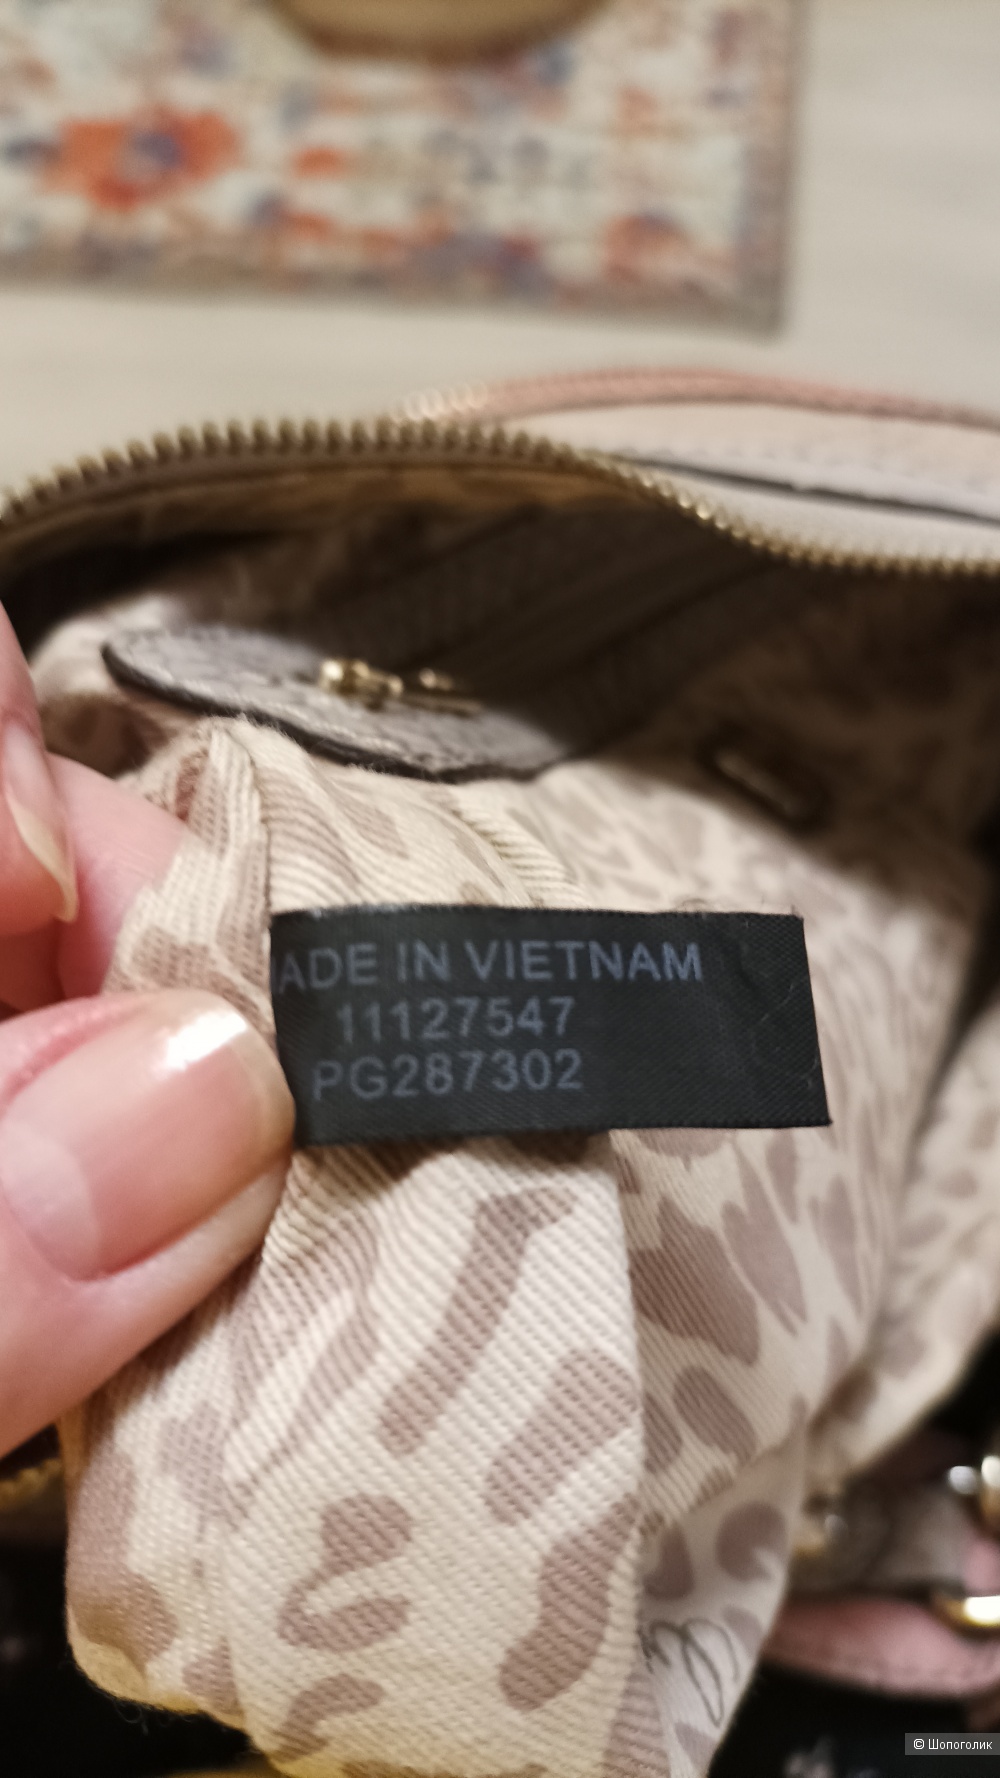 ADE IN VIETNAM
11127547
PG287302
© Шопоголик